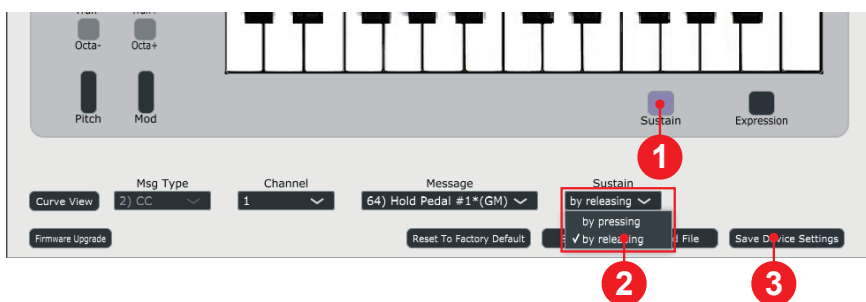 Octa-
Octa+
Pitch
Mod
Sustain
Expression
1
Msg Type
Channel
Message
Sustain
Curve View
2) CC
1
64) Hold Pedal #1*(GM)
by releasing
by pressing
✓ by releasing
Firmware Upgrade
Reset To Factory Default
File
Save Device Settings
2
3